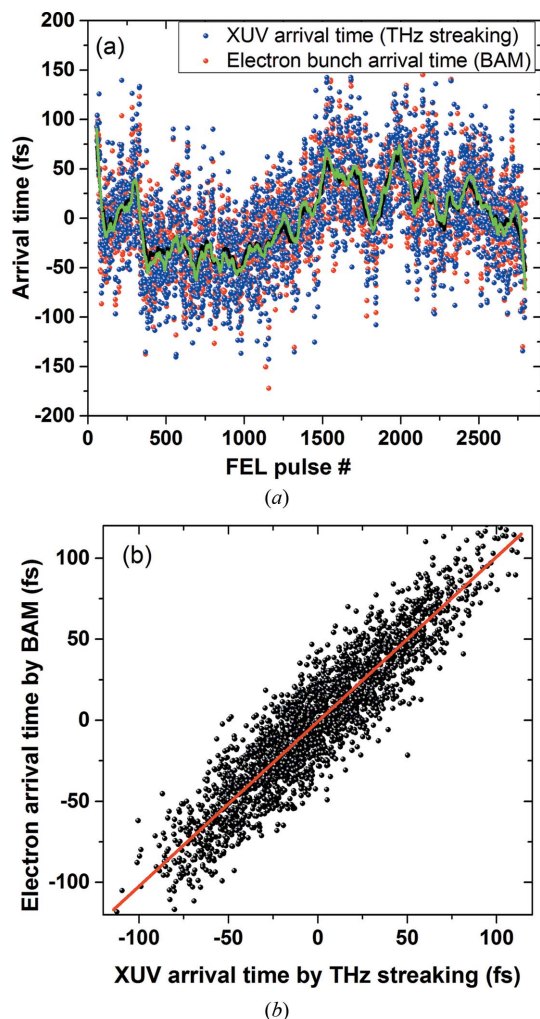 (a)
XUV arrival time (THz streaking)
Electron bunch arrival time (BAM)
200
150
100
50
0
-50
-100
-150
-200
Arrival time (fs)
0 500 1000 1500 2000 2500
FEL pulse #
(a)
(b)
100
50
0
-50
-100
Electron arrival time by BAM (fs)
-100 -50 0 50 100
XUV arrival time by THz streaking (fs)
(b)